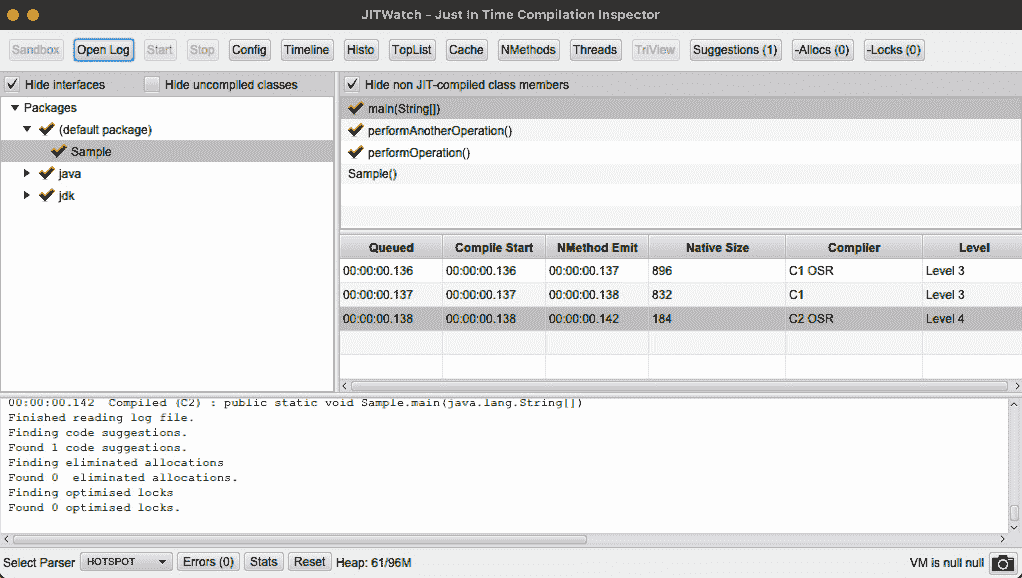 JITWatch - Just In Time Compilation Inspector
Sandbox Open Log Start Stop Config Timeline Histo TopList Cache NMethods Threads TriView Suggestions (1) -Allocs (0) -Locks (0)
Hide interfaces Hide uncompiled classes
Packages
(default package)
Sample
java
jdk
Hide non JIT-compiled class members
main(String[])
performAnotherOperation()
performOperation()
Sample()
Queued Compile Start NMethod Emit Native Size Compiler Level
00:00:00.136 00:00:00.136 00:00:00.137 896 C1 OSR Level 3
00:00:00.137 00:00:00.137 00:00:00.138 832 C1 Level 3
00:00:00.138 00:00:00.138 00:00:00.142 184 C2 OSR Level 4
00:00:00.142 Compiled (C2) : public static void Sample.main(java.lang.String[])
Finished reading log file.
Finding code suggestions.
Found 1 code suggestions.
Finding eliminated allocations
Found 0 eliminated allocations.
Finding optimised locks
Found 0 optimised locks.
Select Parser HOTSPOT Errors (0) Stats Reset Heap: 61/96M VM is null null